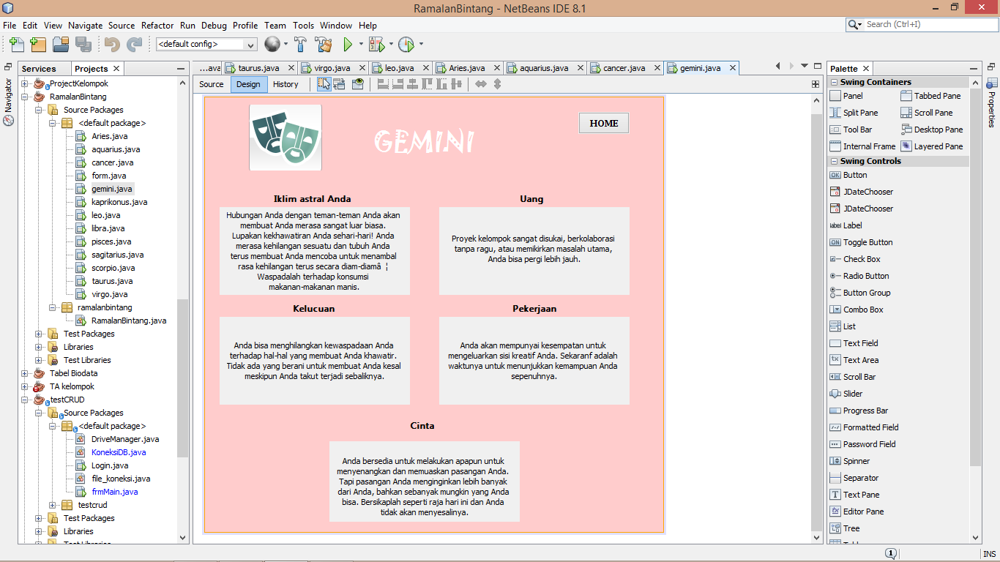 RamalanBintang - NetBeans IDE 8.1
File Edit View Navigate Source Refactor Run Debug Profile Team Tools Window Help
Search (Ctrl+I)
<default config>
Services Projects
Navigator
ProjectKelompok
RamalanBintang
Source Packages
<default package>
Aries.java
aquarius.java
cancer.java
form.java
gemini.java
kaprikonus.java
leo.java
libra.java
pisces.java
sagitarius.java
scorpio.java
taurus.java
virgo.java
ramalanbintang
RamalanBintang.java
Test Packages
Libraries
Test Libraries
Tabel Biodata
TA kelompok
testCRUD
Source Packages
<default package>
DriveManager.java
KoneksiDB.java
Login.java
file_koneksi.java
frmMain.java
testcrud
Test Packages
Libraries
Test Libraries
...ava taurus.java virgo.java leo.java Aries.java aquarius.java cancer.java gemini.java
Source Design History
GEMINI
HOME
Iklim astral Anda
Hubungan Anda dengan teman-teman Anda akan
membuat Anda merasa sangat luar biasa.
Lupakan kekhawatiran Anda sehari-hari! Anda
merasa kehilangan sesuatu dan tubuh Anda
terus membuat Anda mencoba untuk menambal
rasa kehilangan terus secara diam-diamâ ¦
Waspadalah terhadap konsumsi
makanan-makanan manis.
Uang
Proyek kelompok sangat disukai, berkolaborasi
tanpa ragu, atau memikirkan masalah utama,
Anda bisa pergi lebih jauh.
Kelucuan
Anda bisa menghilangkan kewaspadaan Anda
terhadap hal-hal yang membuat Anda khawatir.
Tidak ada yang berani untuk membuat Anda kesal
meskipun Anda takut terjadi sebaliknya.
Pekerjaan
Anda akan mempunyai kesempatan untuk
mengeluarkan sisi kreatif Anda. Sekaranf adalah
waktunya untuk menunjukkan kemampuan Anda
sepenuhnya.
Cinta
Anda bersedia untuk melakukan apapun untuk
menyenangkan dan memuaskan pasangan Anda.
Tapi pasangan Anda menginginkan lebih banyak
dari Anda, bahkan sebanyak mungkin yang Anda
bisa. Bersikaplah seperti raja hari ini dan Anda
tidak akan menyesalinya.
Palette
Swing Containers
Panel Tabbed Pane
Split Pane Scroll Pane
Tool Bar Desktop Pane
Internal Frame Layered Pane
Swing Controls
OK Button
JDateChooser
JDateChooser
label Label
ON Toggle Button
Check Box
Radio Button
Button Group
Combo Box
List
Text Field
Text Area
Scroll Bar
Slider
Progress Bar
Formatted Field
Password Field
Spinner
Separator
Text Pane
Editor Pane
Tree
Properties
1
INS